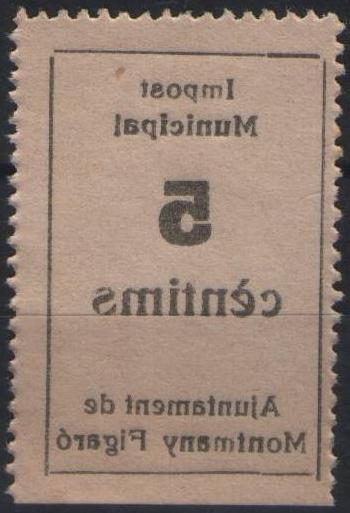 Impost
Municipal
5
cèntims
Ajuntament de
Montmany Figaró